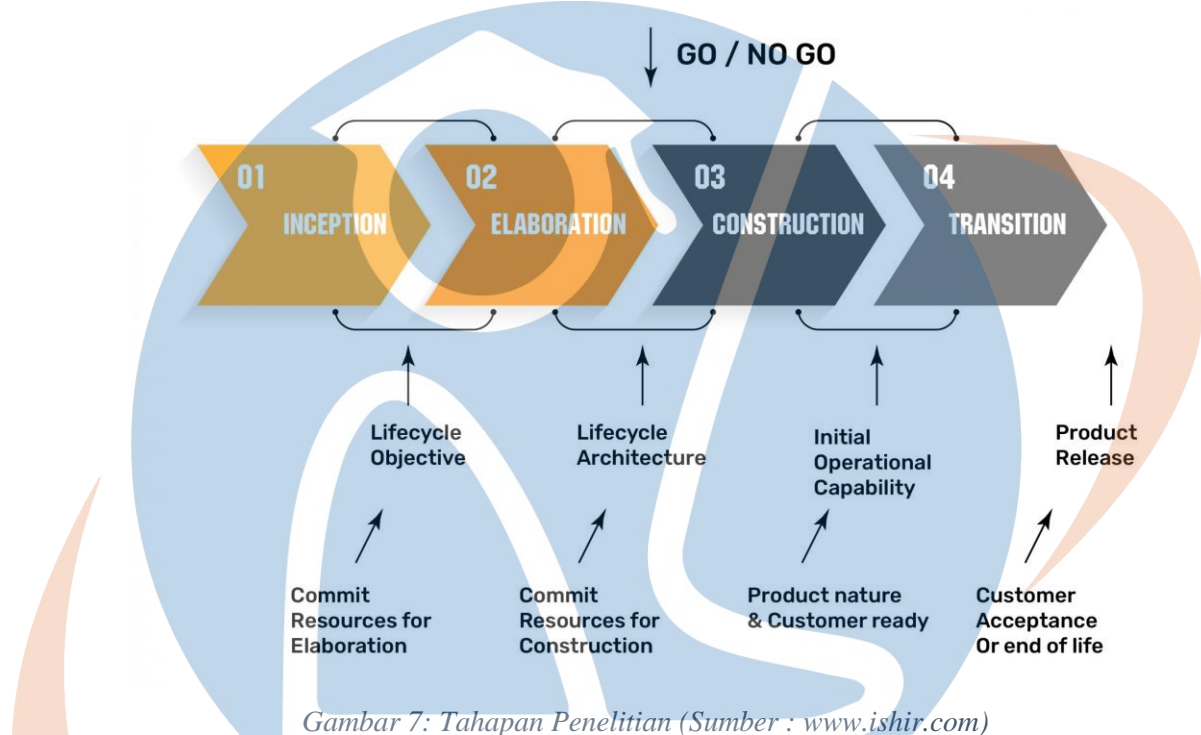 GO / NO GO
01
INCEPTION
02
ELABORATION
03
CONSTRUCTION
04
TRANSITION
Lifecycle
Objective
Lifecycle
Architecture
Initial
Operational
Capability
Product
Release
Commit
Resources for
Elaboration
Commit
Resources for
Construction
Product nature
& Customer ready
Customer
Acceptance
Or end of life
Gambar 7: Tahapan Penelitian (Sumber : www.ishir.com)